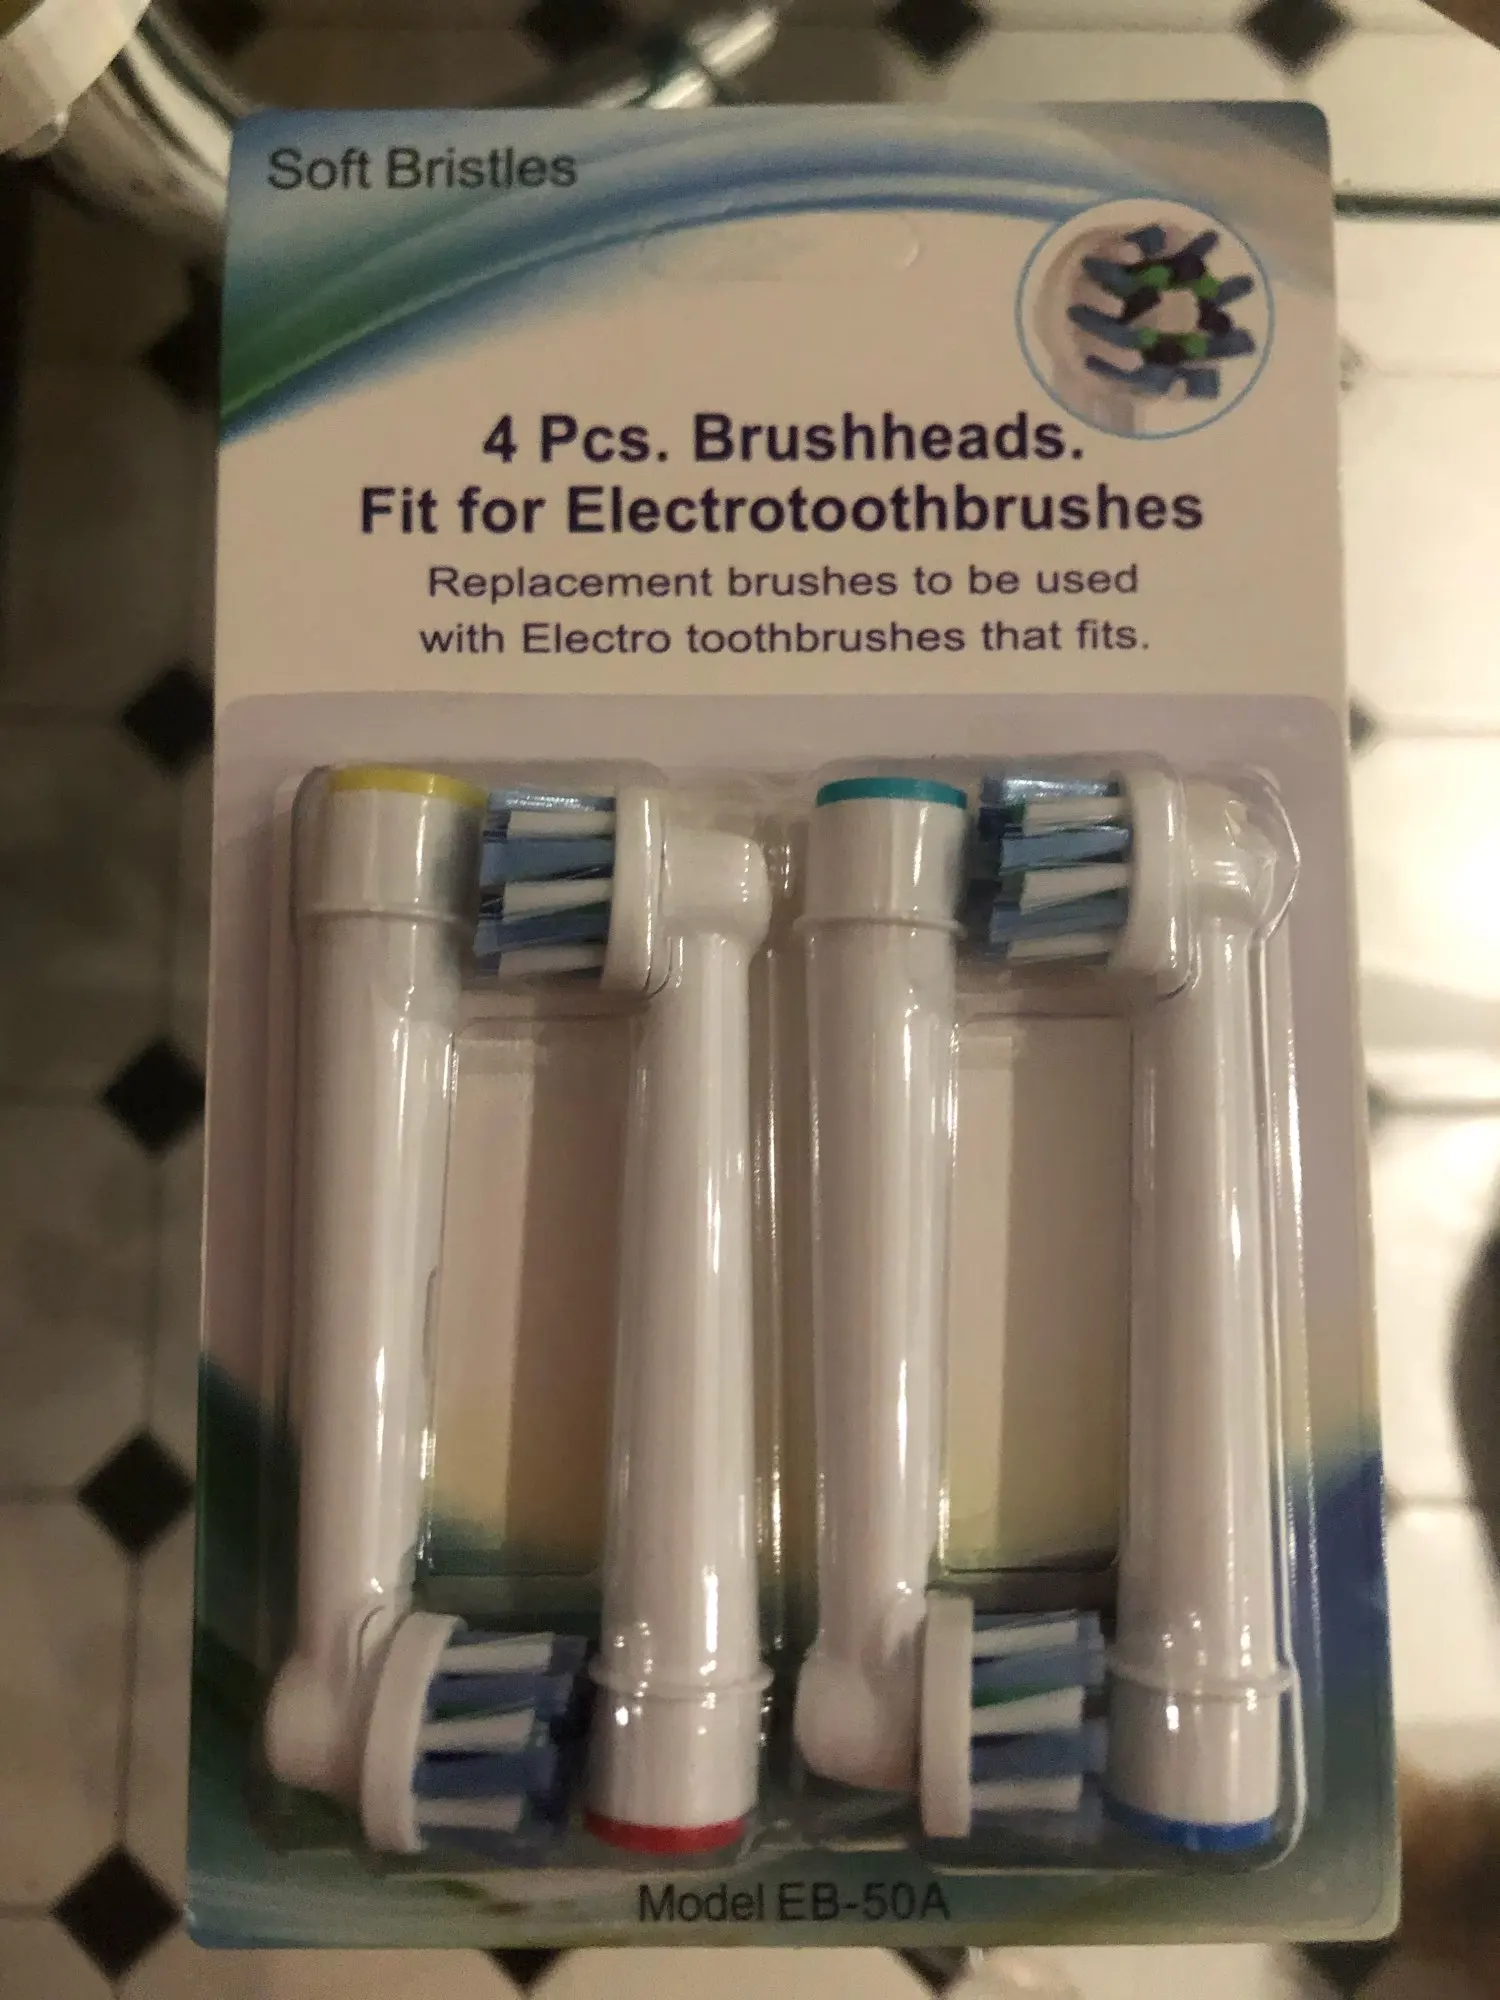 Soft Bristles
4 Pcs. Brushheads.
Fit for Electrotoothbrushes
Replacement brushes to be used
with Electro toothbrushes that fits.
Model EB-50A